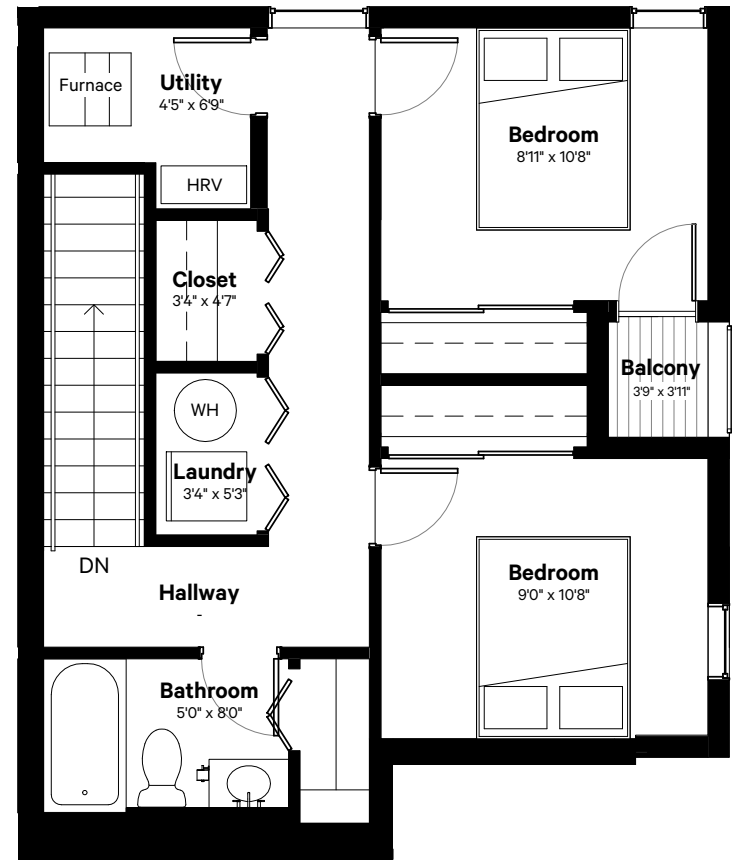 Furnace
Utility
4'5" x 6'9"
HRV
Bedroom
8'11" x 10'8"
Closet
3'4" x 4'7"
Balcony
3'9" x 3'11"
WH
Laundry
3'4" x 5'3"
DN
Hallway
-
Bedroom
9'0" x 10'8"
Bathroom
5'0" x 8'0"